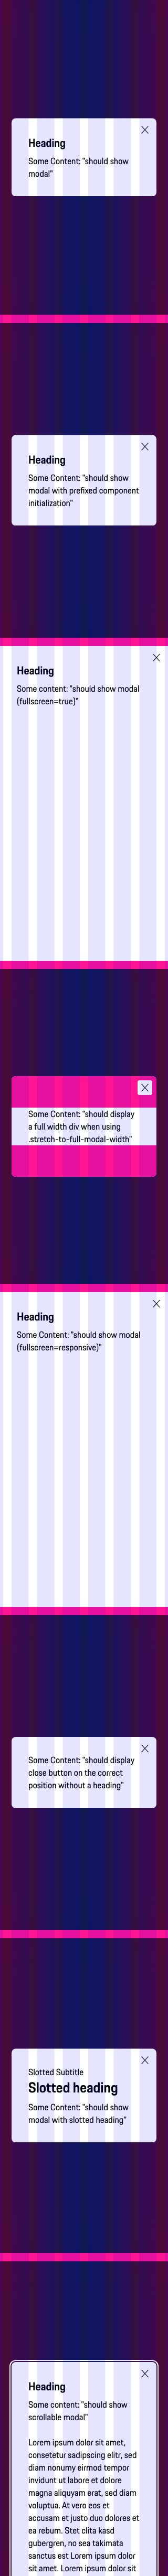 Heading
Some Content: "should show
modal"
Heading
Some Content: "should show
modal with prefixed component
initialization"
Heading
Some content: "should show modal
(fullscreen=true)"
Some Content: "should display
a full width div when using
.stretch-to-full-modal-width"
Heading
Some Content: "should show modal
(fullscreen=responsive)"
Some Content: "should display
close button on the correct
position without a heading"
Slotted Subtitle
Slotted heading
Some Content: "should show
modal with slotted heading"
Heading
Some Content: "should show
scrollable modal"
Lorem ipsum dolor sit amet,
consetetur sadipscing elitr, sed
diam nonumy eirmod tempor
invidunt ut labore et dolore
magna aliquyam erat, sed diam
voluptua. At vero eos et
accusam et justo duo dolores et
ea rebum. Stet clita kasd
gubergren, no sea takimata
sanctus est Lorem ipsum dolor
sit amet. Lorem ipsum dolor sit